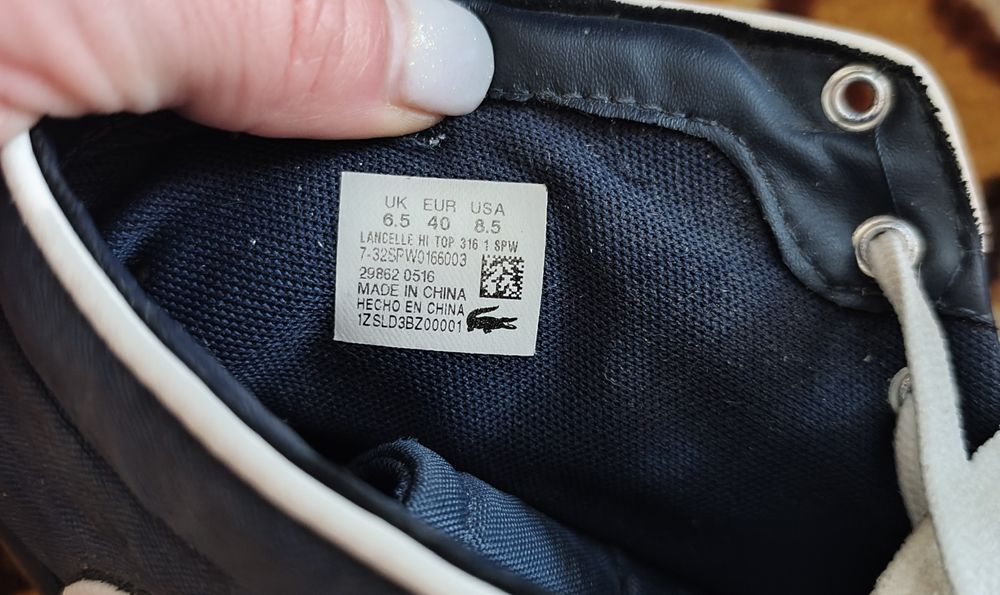 UK EUR USA
6.5 40 8.5
LANCELLE HI TOP 316 1 SPW
7-32SPW0166003
29862 0516
MADE IN CHINA
HECHO EN CHINA
1ZSLD3BZ00001